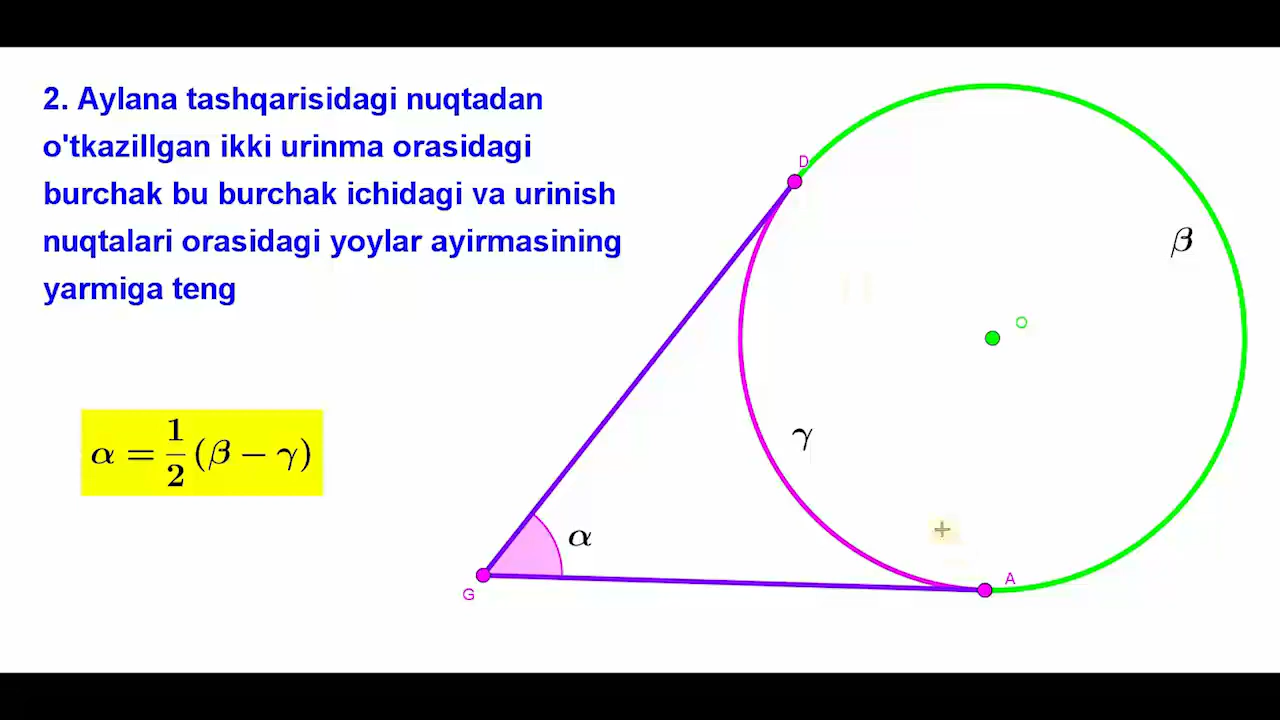 2. Aylana tashqarisidagi nuqtadan
o'tkazillgan ikki urinma orasidagi
burchak bu burchak ichidagi va urinish
nuqtalari orasidagi yoylar ayirmasining
yarmiga teng
α = 1/2 (β − γ)
D
β
O
γ
α
A
G